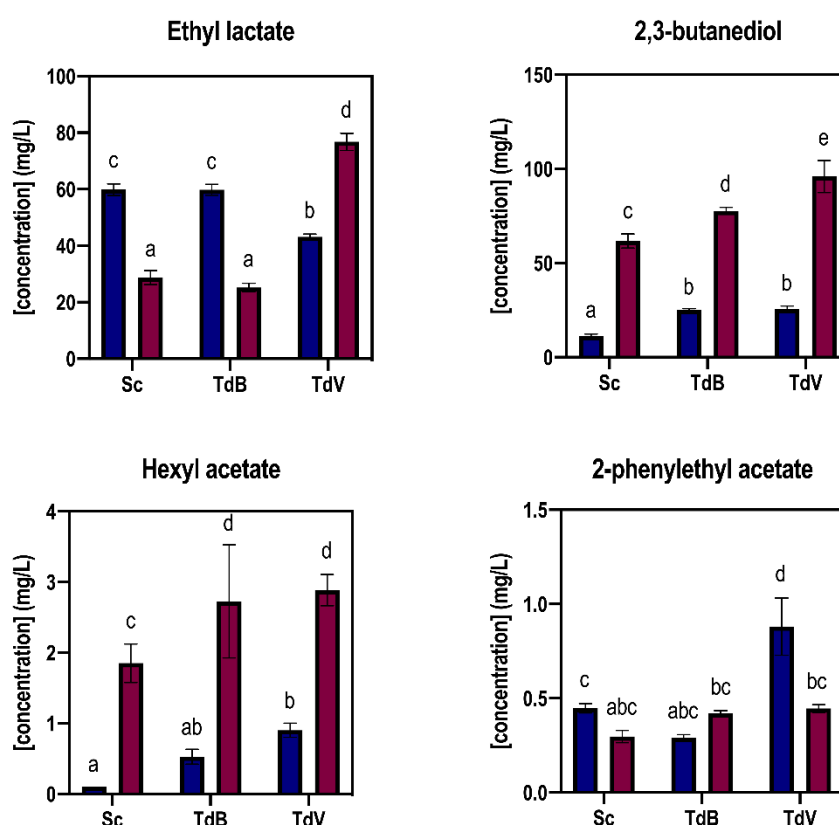 Ethyl lactate
[concentration] (mg/L)
100
80
60
40
20
0
c
a
c
a
b
d
Sc
TdB
TdV
2,3-butanediol
[concentration] (mg/L)
150
100
50
0
a
c
b
d
b
e
Sc
TdB
TdV
Hexyl acetate
[concentration] (mg/L)
4
3
2
1
0
a
c
ab
d
b
d
Sc
TdB
TdV
2-phenylethyl acetate
[concentration] (mg/L)
1.5
1.0
0.5
0.0
c
abc
abc
bc
d
bc
Sc
TdB
TdV